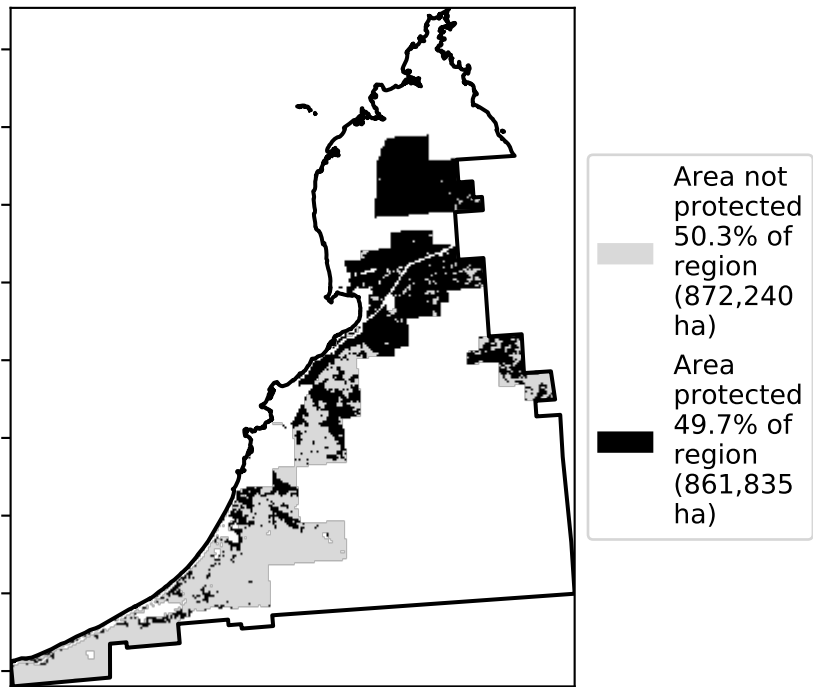 Area not
protected
50.3% of
region
(872,240
ha)
Area
protected
49.7% of
region
(861,835
ha)